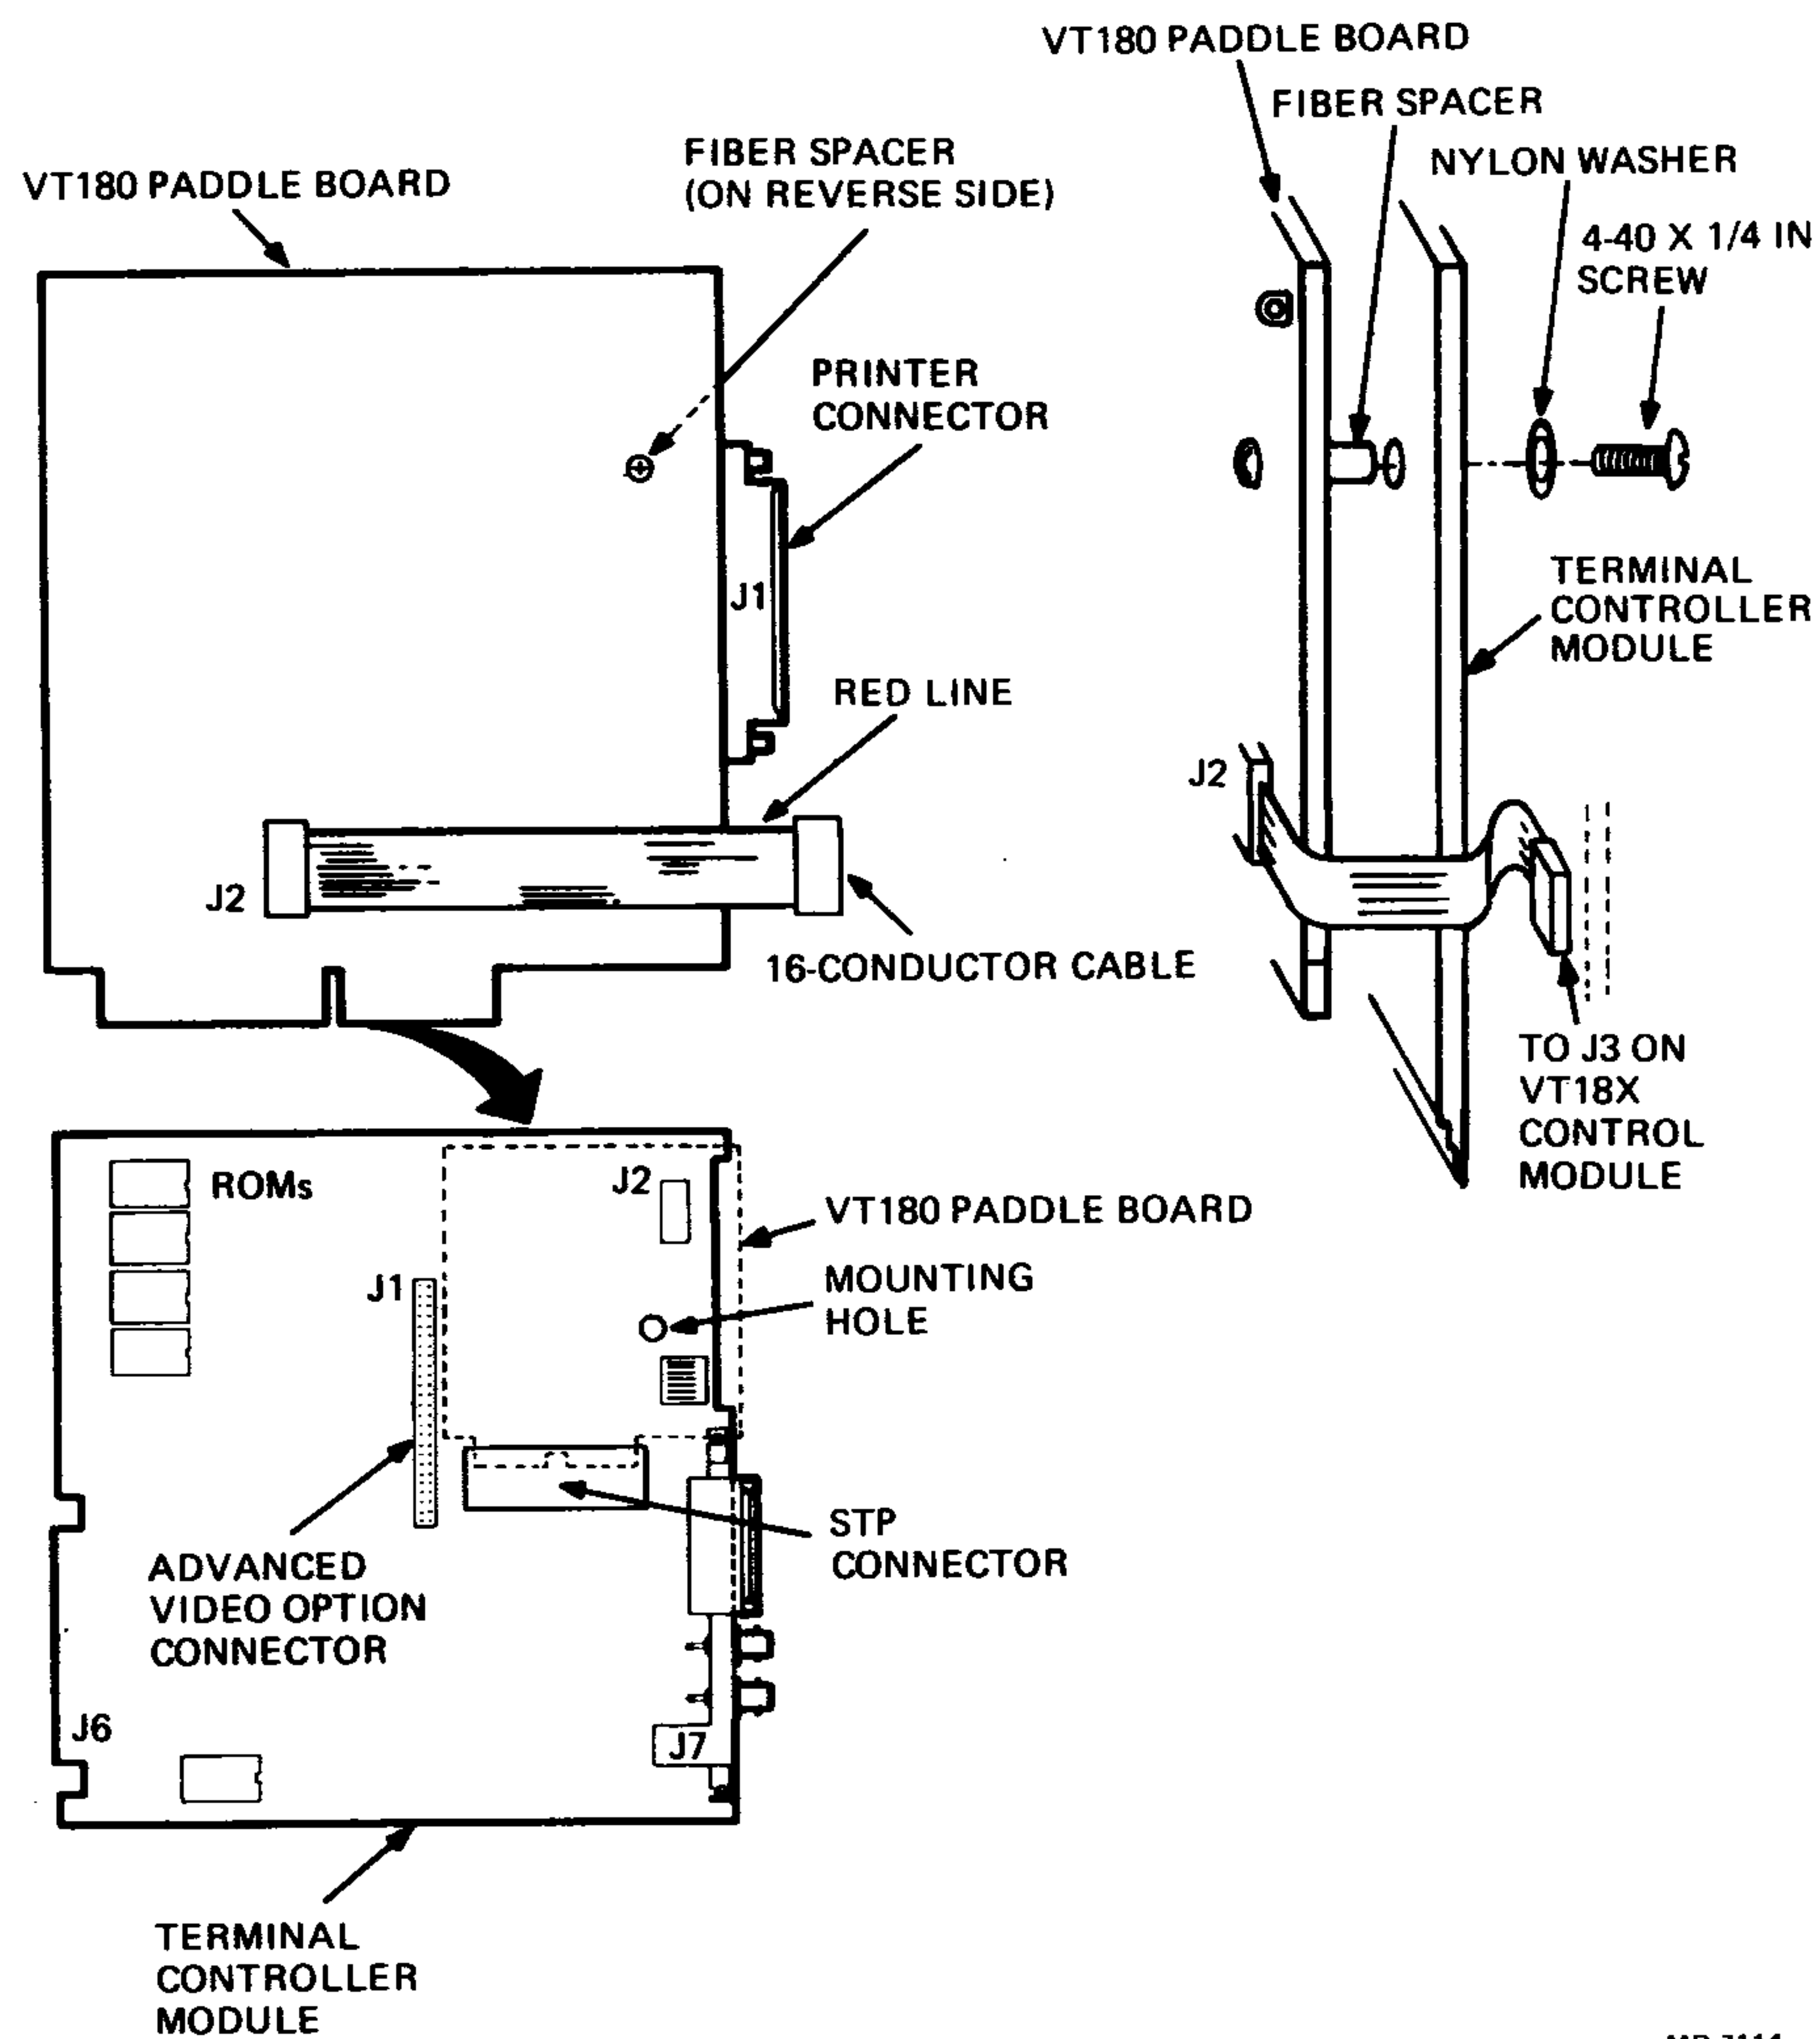 VT180 PADDLE BOARD
FIBER SPACER
(ON REVERSE SIDE)
PRINTER
CONNECTOR
J1
RED LINE
J2
16-CONDUCTOR CABLE
VT180 PADDLE BOARD
FIBER SPACER
NYLON WASHER
4-40 X 1/4 IN
SCREW
TERMINAL
CONTROLLER
MODULE
J2
TO J3 ON
VT18X
CONTROL
MODULE
ROMs
J2
VT180 PADDLE BOARD
MOUNTING
HOLE
J1
STP
CONNECTOR
ADVANCED
VIDEO OPTION
CONNECTOR
J6
J7
TERMINAL
CONTROLLER
MODULE